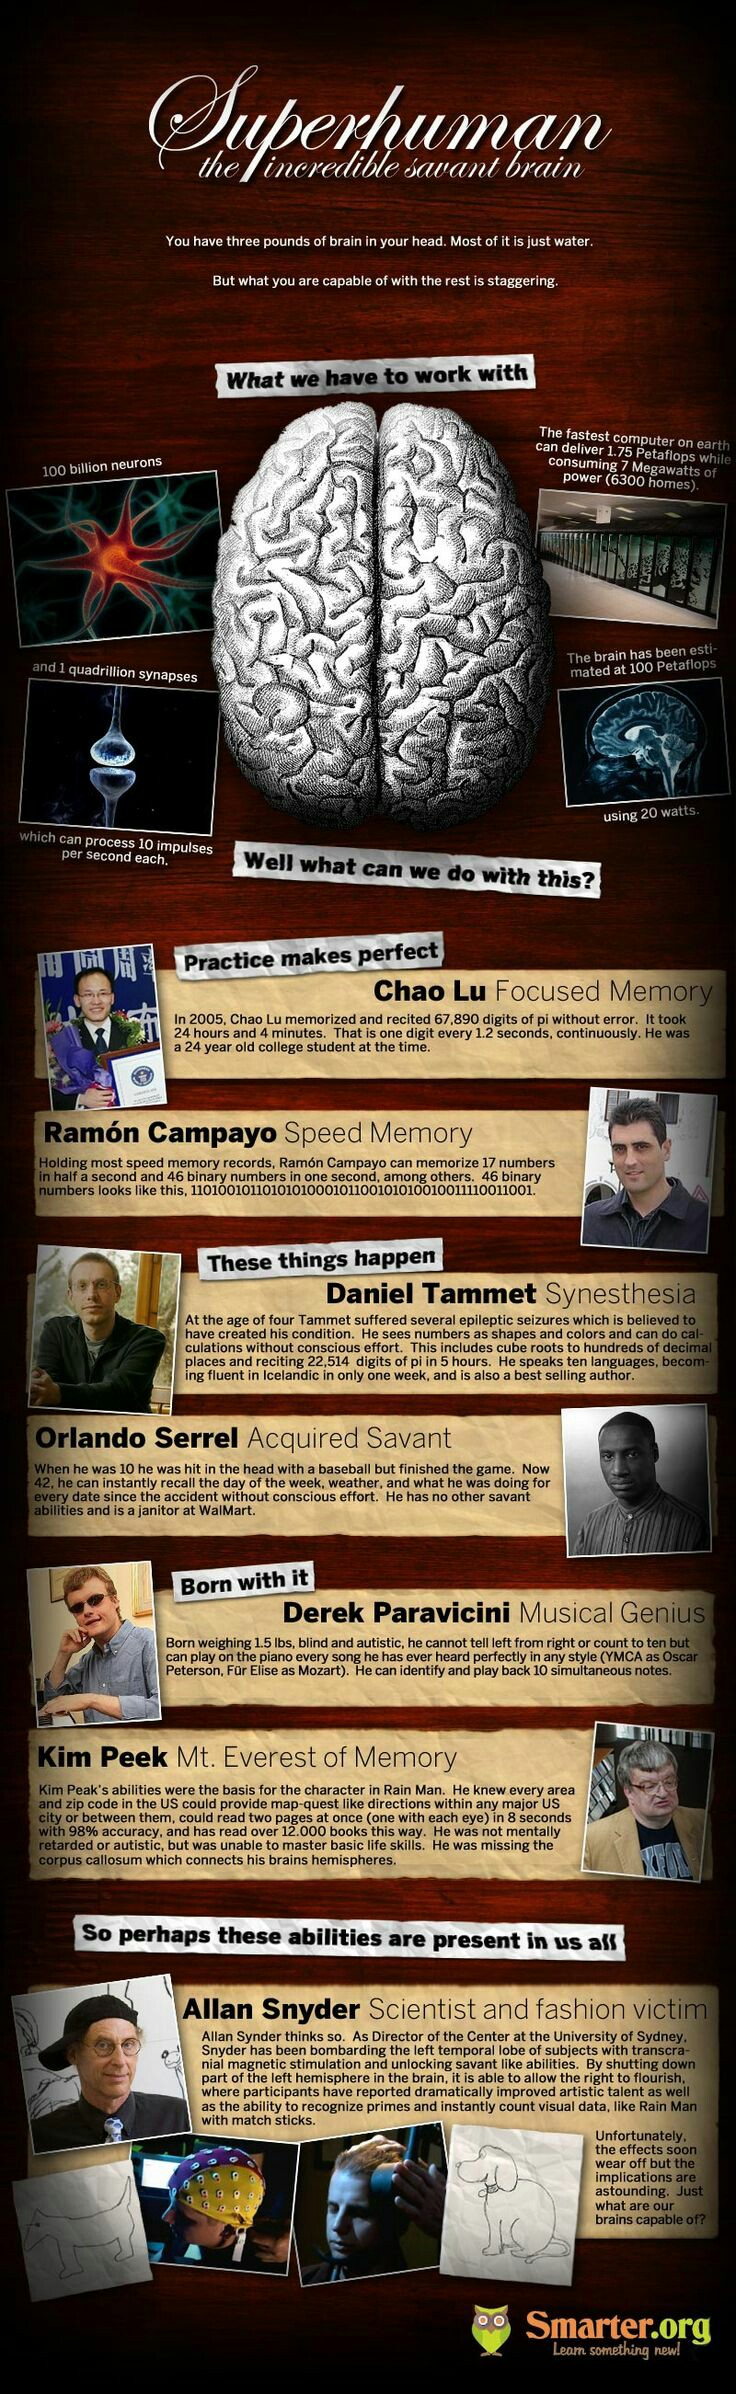 Superhuman
the incredible savant brain
You have three pounds of brain in your head. Most of it is just water.
But what you are capable of with the rest is staggering.
What we have to work with
100 billion neurons
The fastest computer on earth
can deliver 1.75 Petaflops while
consuming 7 Megawatts of
power (6300 homes).
and 1 quadrillion synapses
The brain has been esti-
mated at 100 Petaflops
which can process 10 impulses
per second each.
using 20 watts.
Well what can we do with this?
Practice makes perfect
Chao Lu Focused Memory
In 2005, Chao Lu memorized and recited 67,890 digits of pi without error. It took
24 hours and 4 minutes. That is one digit every 1.2 seconds, continuously. He was
a 24 year old college student at the time.
Ramón Campayo Speed Memory
Holding most speed memory records, Ramón Campayo can memorize 17 numbers
in half a second and 46 binary numbers in one second, among others. 46 binary
numbers looks like this, 1101001011010101000101100101010010011110011001.
These things happen
Daniel Tammet Synesthesia
At the age of four Tammet suffered several epileptic seizures which is believed to
have created his condition. He sees numbers as shapes and colors and can do cal-
culations without conscious effort. This includes cube roots to hundreds of decimal
places and reciting 22,514 digits of pi in 5 hours. He speaks ten languages, becom-
ing fluent in Icelandic in only one week, and is also a best selling author.
Orlando Serrel Acquired Savant
When he was 10 he was hit in the head with a baseball but finished the game. Now
42, he can instantly recall the day of the week, weather, and what he was doing for
every date since the accident without conscious effort. He has no other savant
abilities and is a janitor at WalMart.
Born with it
Derek Paravicini Musical Genius
Born weighing 1.5 lbs, blind and autistic, he cannot tell left from right or count to ten but
can play on the piano every song he has ever heard perfectly in any style (YMCA as Oscar
Peterson, Für Elise as Mozart). He can identify and play back 10 simultaneous notes.
Kim Peek Mt. Everest of Memory
Kim Peak's abilities were the basis for the character in Rain Man. He knew every area
and zip code in the US could provide map-quest like directions within any major US
city or between them, could read two pages at once (one with each eye) in 8 seconds
with 98% accuracy, and has read over 12.000 books this way. He was not mentally
retarded or autistic, but was unable to master basic life skills. He was missing the
corpus callosum which connects his brains hemispheres.
So perhaps these abilities are present in us all
Allan Snyder Scientist and fashion victim
Allan Synder thinks so. As Director of the Center at the University of Sydney,
Snyder has been bombarding the left temporal lobe of subjects with transcra-
nial magnetic stimulation and unlocking savant like abilities. By shutting down
part of the left hemisphere in the brain, it is able to allow the right to flourish,
where participants have reported dramatically improved artistic talent as well
as the ability to recognize primes and instantly count visual data, like Rain Man
with match sticks.
Unfortunately,
the effects soon
wear off but the
implications are
astounding. Just
what are our
brains capable of?
Smarter.org
Learn something new!